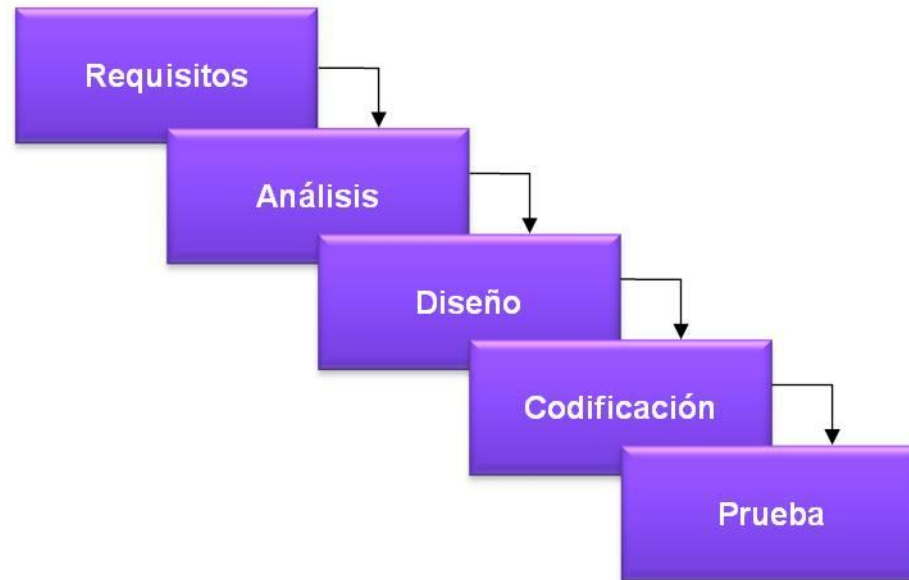 Requisitos
Análisis
Diseño
Codificación
Prueba